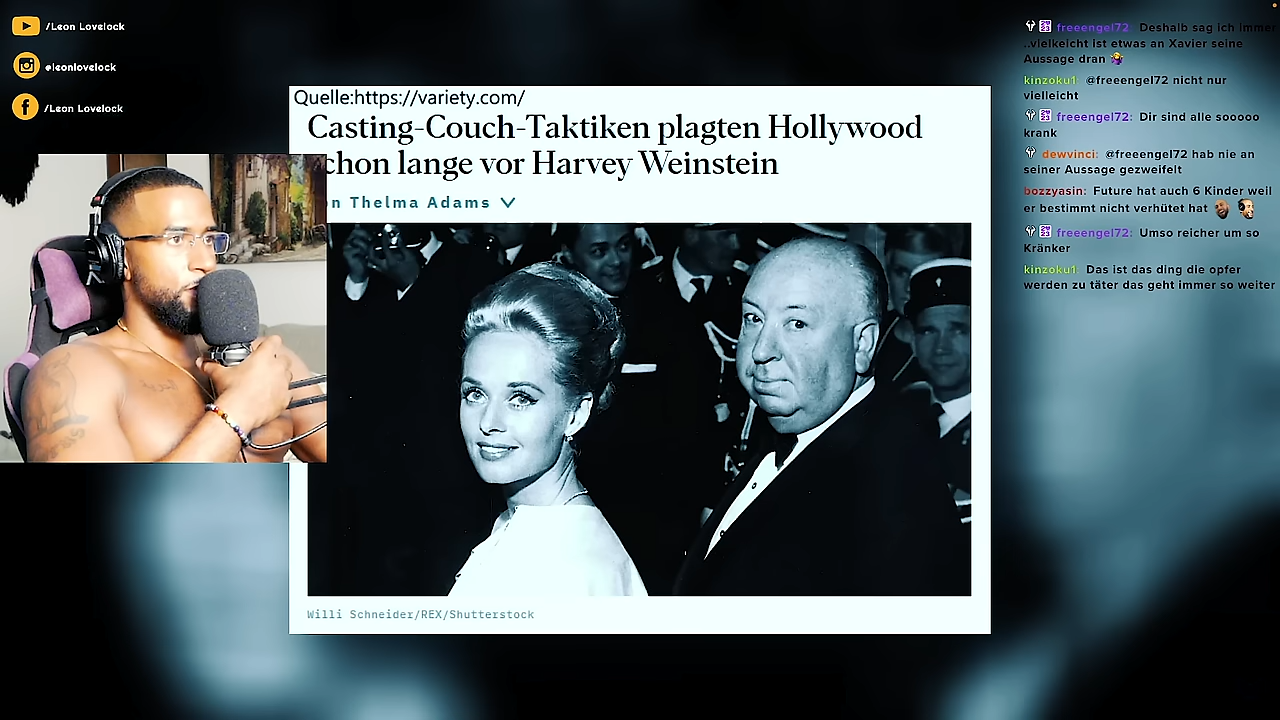 /Leon Lovelock
@leonlovelock
/Leon Lovelock
Quelle:https://variety.com/
Casting-Couch-Taktiken plagten Hollywood
chon lange vor Harvey Weinstein
n Thelma Adams
Willi Schneider/REX/Shutterstock
freeengel72: Deshalb sag ich immer
..vielkeicht ist etwas an Xavier seine
Aussage dran
kinzoku1: @freeengel72 nicht nur
vielleicht
freeengel72: Dir sind alle sooooo
krank
dewvinci: @freeengel72 hab nie an
seiner Aussage gezweifelt
bozzyasin: Future hat auch 6 Kinder weil
er bestimmt nicht verhütet hat
freeengel72: Umso reicher um so
Kränker
kinzoku1: Das ist das ding die opfer
werden zu täter das geht immer so weiter